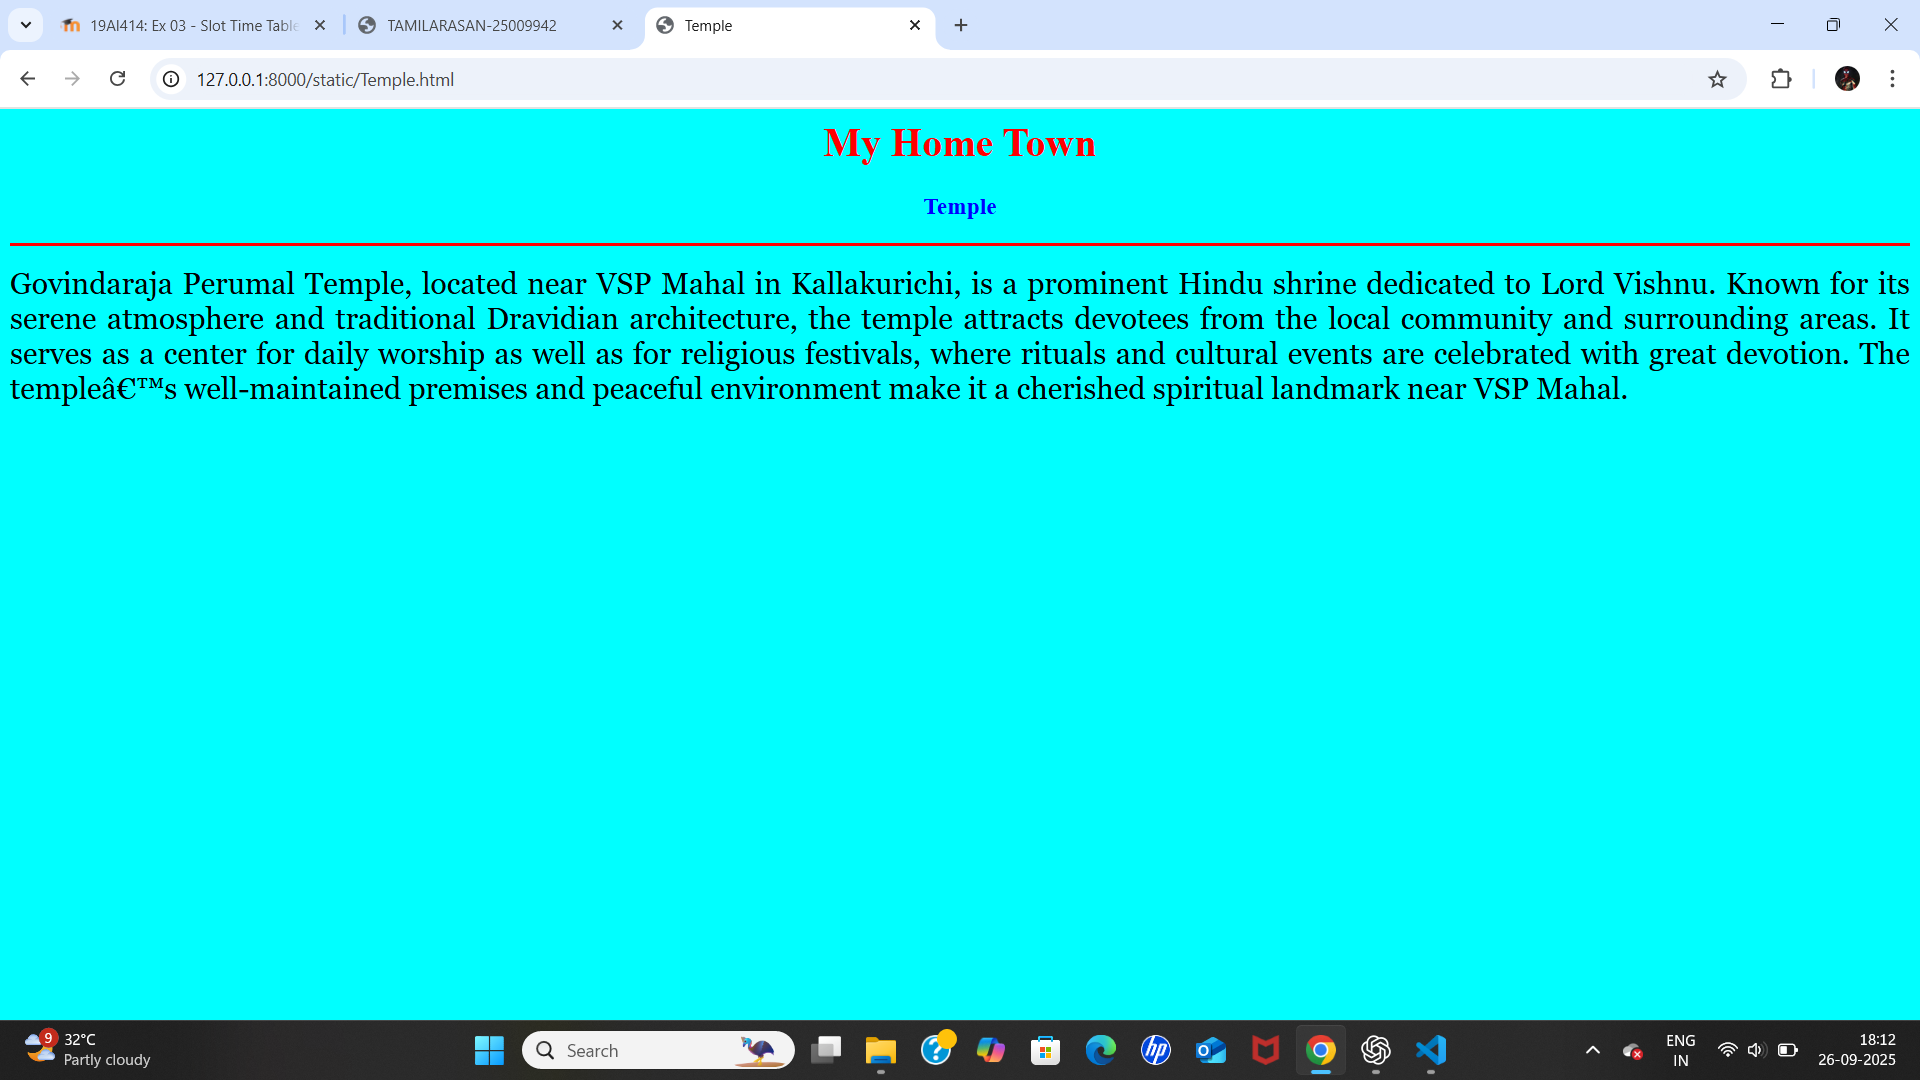 19AI414: Ex 03 - Slot Time Table
TAMILARASAN-25009942
Temple
127.0.0.1:8000/static/Temple.html
My Home Town
Temple
Govindaraja Perumal Temple, located near VSP Mahal in Kallakurichi, is a prominent Hindu shrine dedicated to Lord Vishnu. Known for its
serene atmosphere and traditional Dravidian architecture, the temple attracts devotees from the local community and surrounding areas. It
serves as a center for daily worship as well as for religious festivals, where rituals and cultural events are celebrated with great devotion. The
templeâ€™s well-maintained premises and peaceful environment make it a cherished spiritual landmark near VSP Mahal.
9
32°C
Partly cloudy
Search
hp
ENG
IN
18:12
26-09-2025